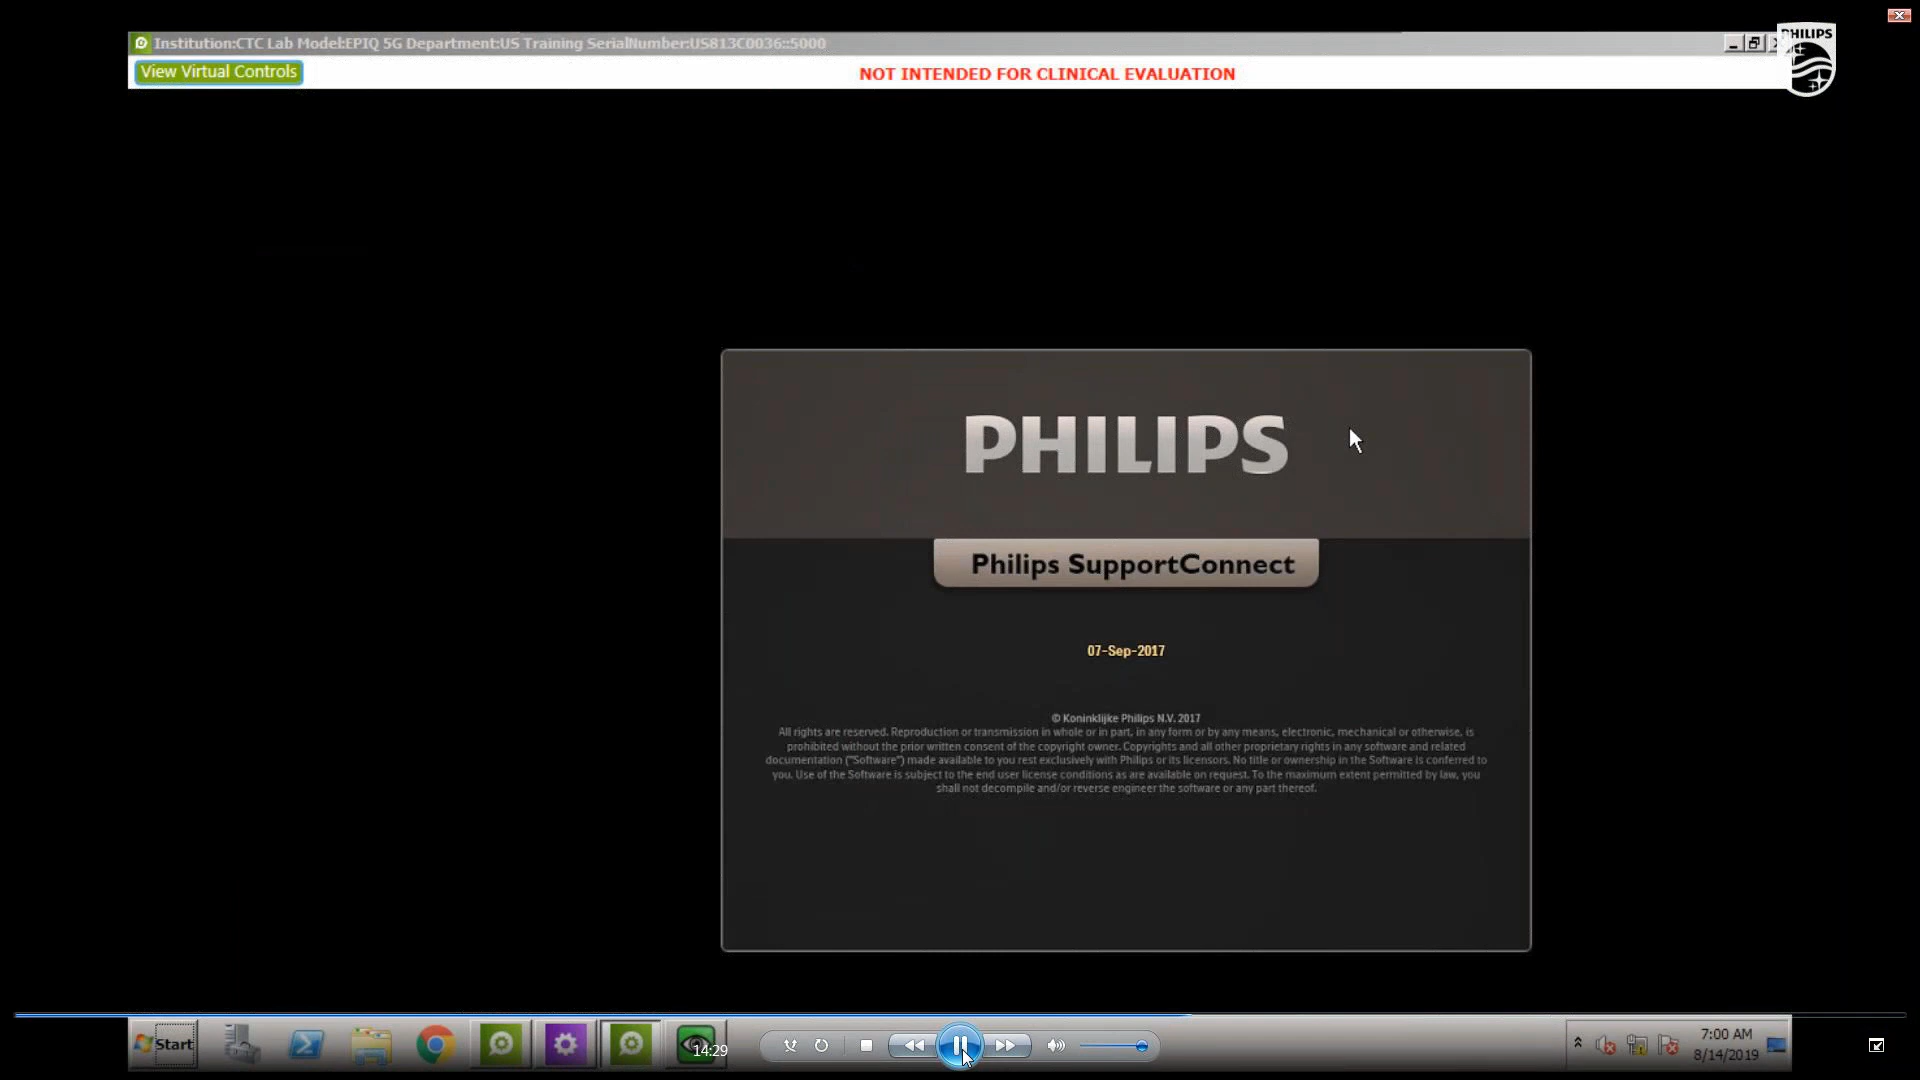 Institution:CTC Lab Model:EPIQ 5G Department:US Training SerialNumber:US813C0036::5000
PHILIPS
View Virtual Controls
NOT INTENDED FOR CLINICAL EVALUATION
PHILIPS
Philips SupportConnect
07-Sep-2017
© Koninklijke Philips N.V. 2017
All rights are reserved. Reproduction or transmission in whole or in part, in any form or by any means, electronic, mechanical or otherwise, is
prohibited without the prior written consent of the copyright owner. Copyrights and all other proprietary rights in any software and related
documentation ("Software") made available to you rest exclusively with Philips or its licensors. No title or ownership in the Software is conferred to
you. Use of the Software is subject to the end user license conditions as are available on request. To the maximum extent permitted by law, you
shall not decompile and/or reverse engineer the software or any part thereof.
Start
14:29
7:00 AM
8/14/2019